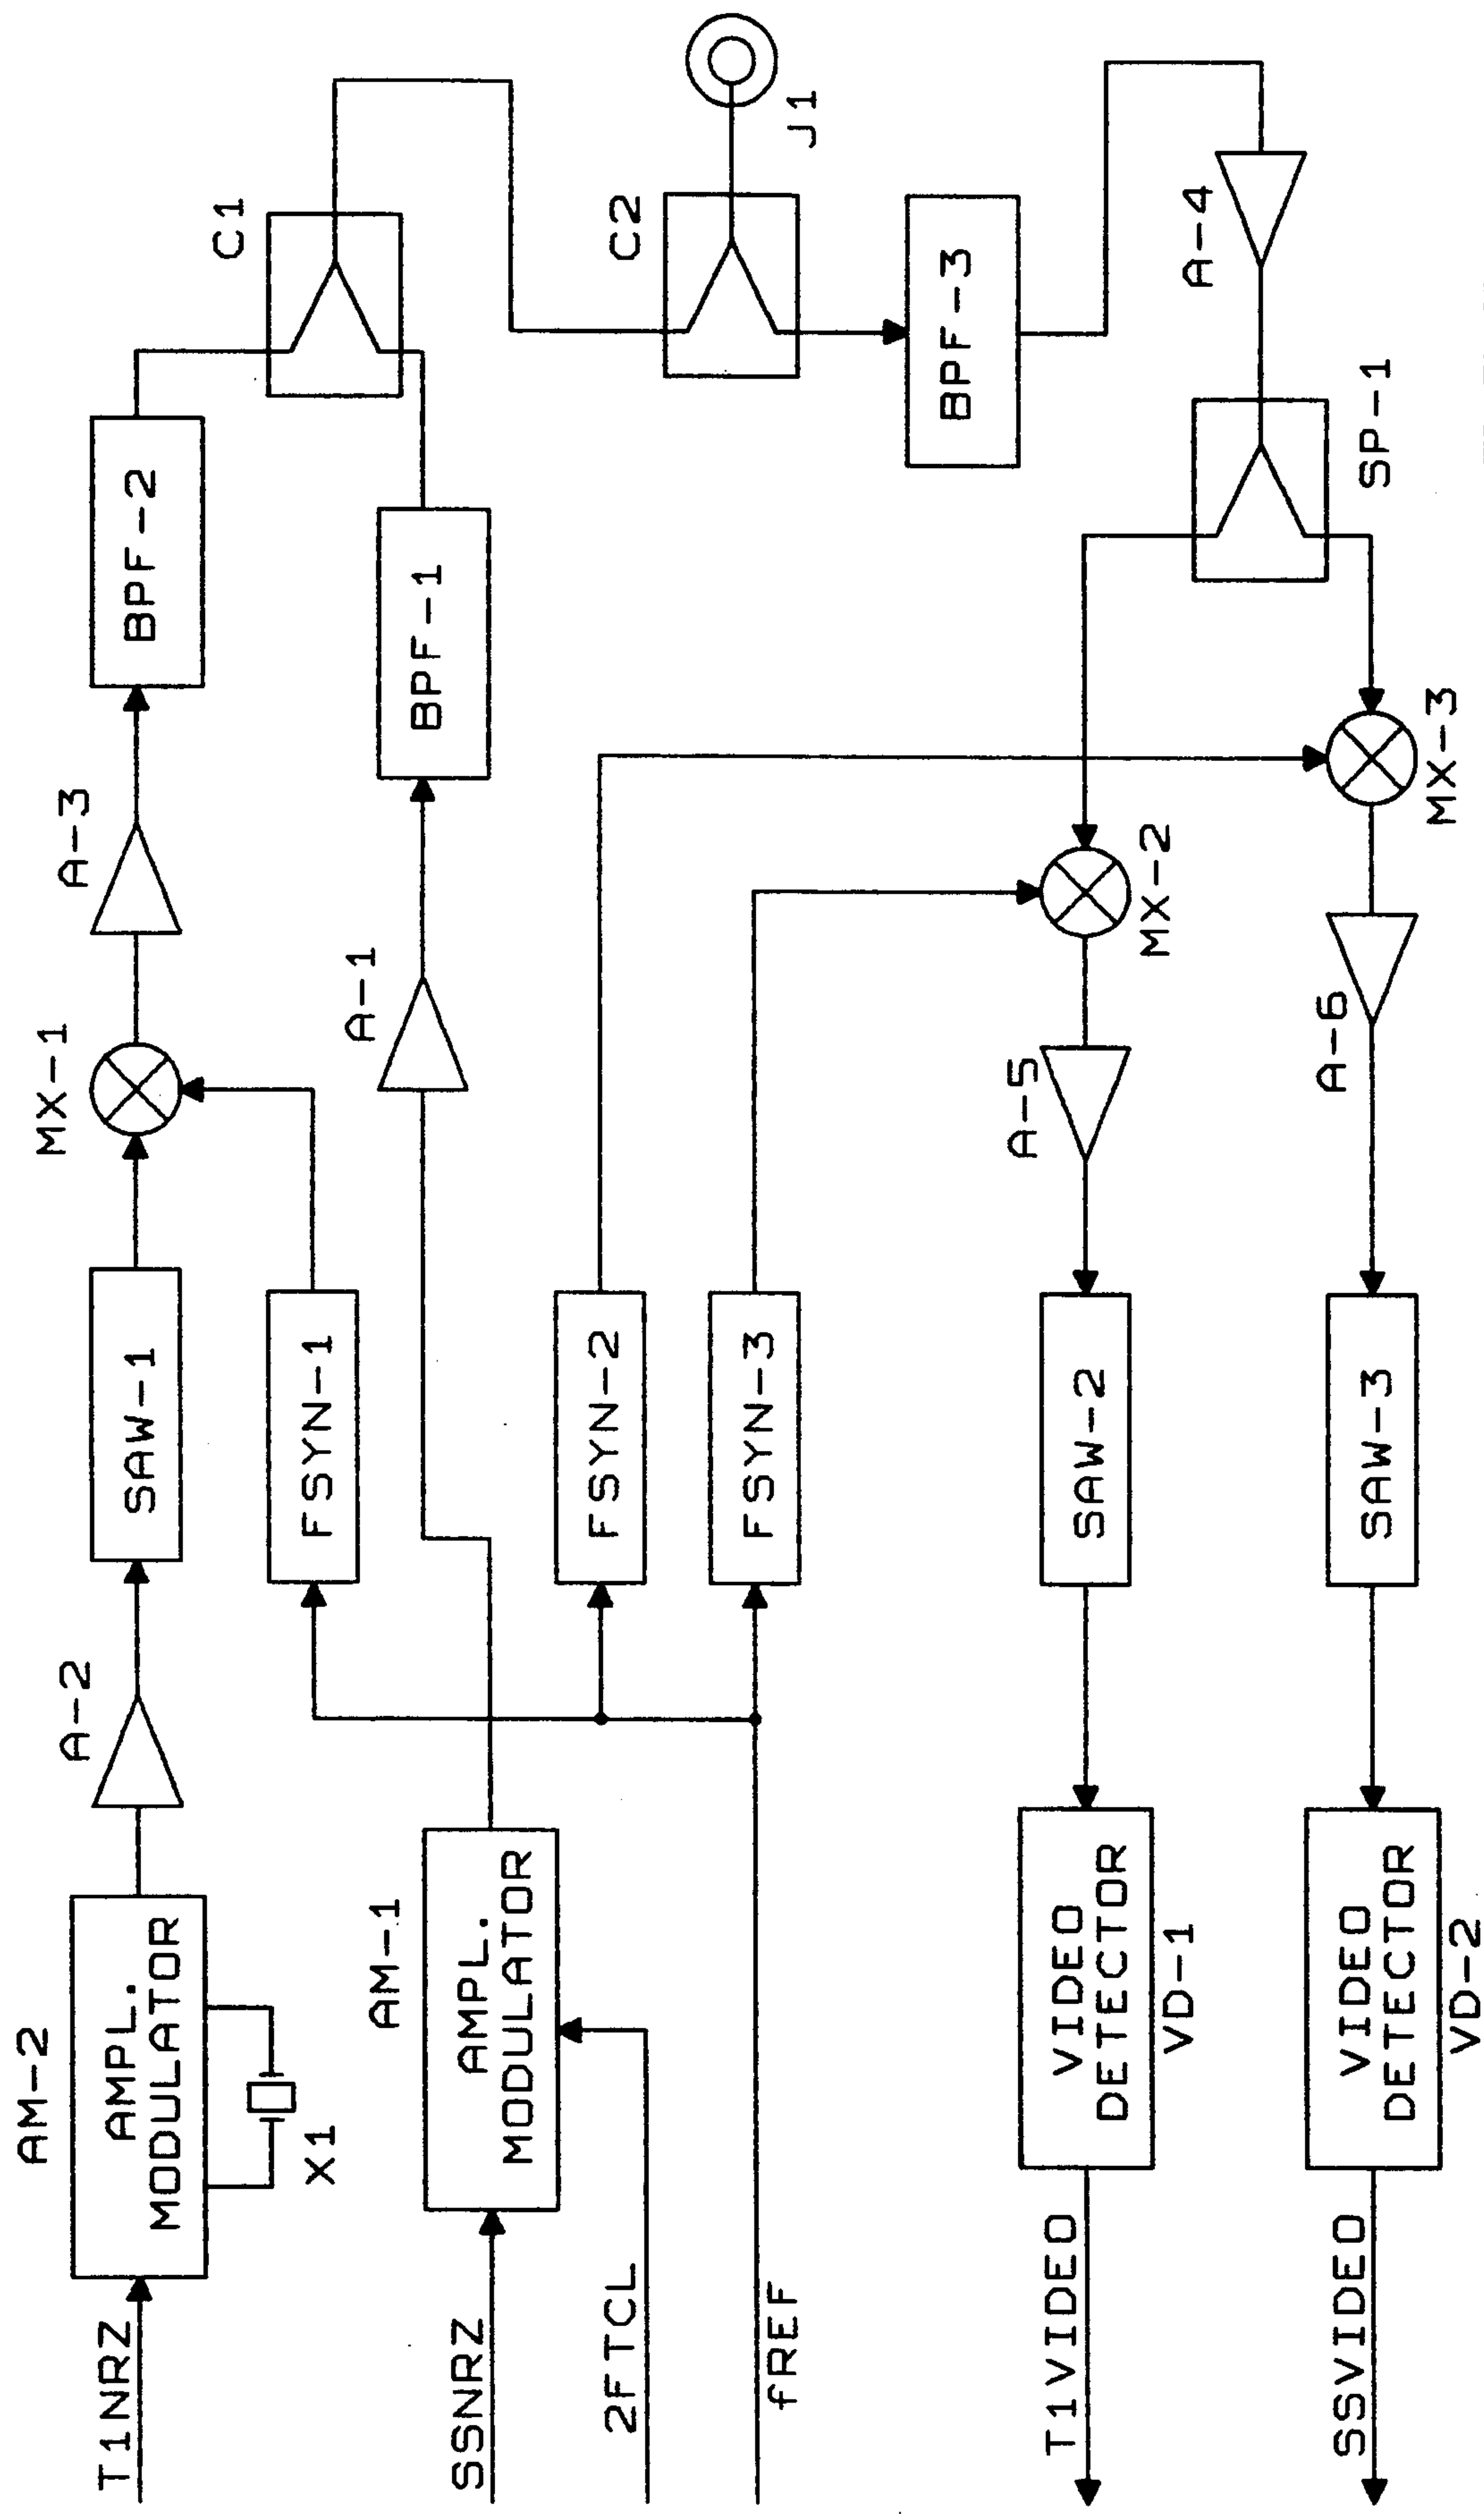 T1NRZ
AM-2
AMPL.
MODULATOR
X1
A-2
SAW-1
MX-1
A-3
BPF-2
C1
SSNRZ
AM-1
AMPL.
MODULATOR
2FTCL
fREF
FSYN-1
A-1
BPF-1
FSYN-2
FSYN-3
C2
J1
BPF-3
A-4
SP-1
MX-2
MX-3
A-5
A-6
SAW-2
SAW-3
VIDEO
DETECTOR
VD-1
T1VIDEO
VIDEO
DETECTOR
VD-2
SSVIDEO